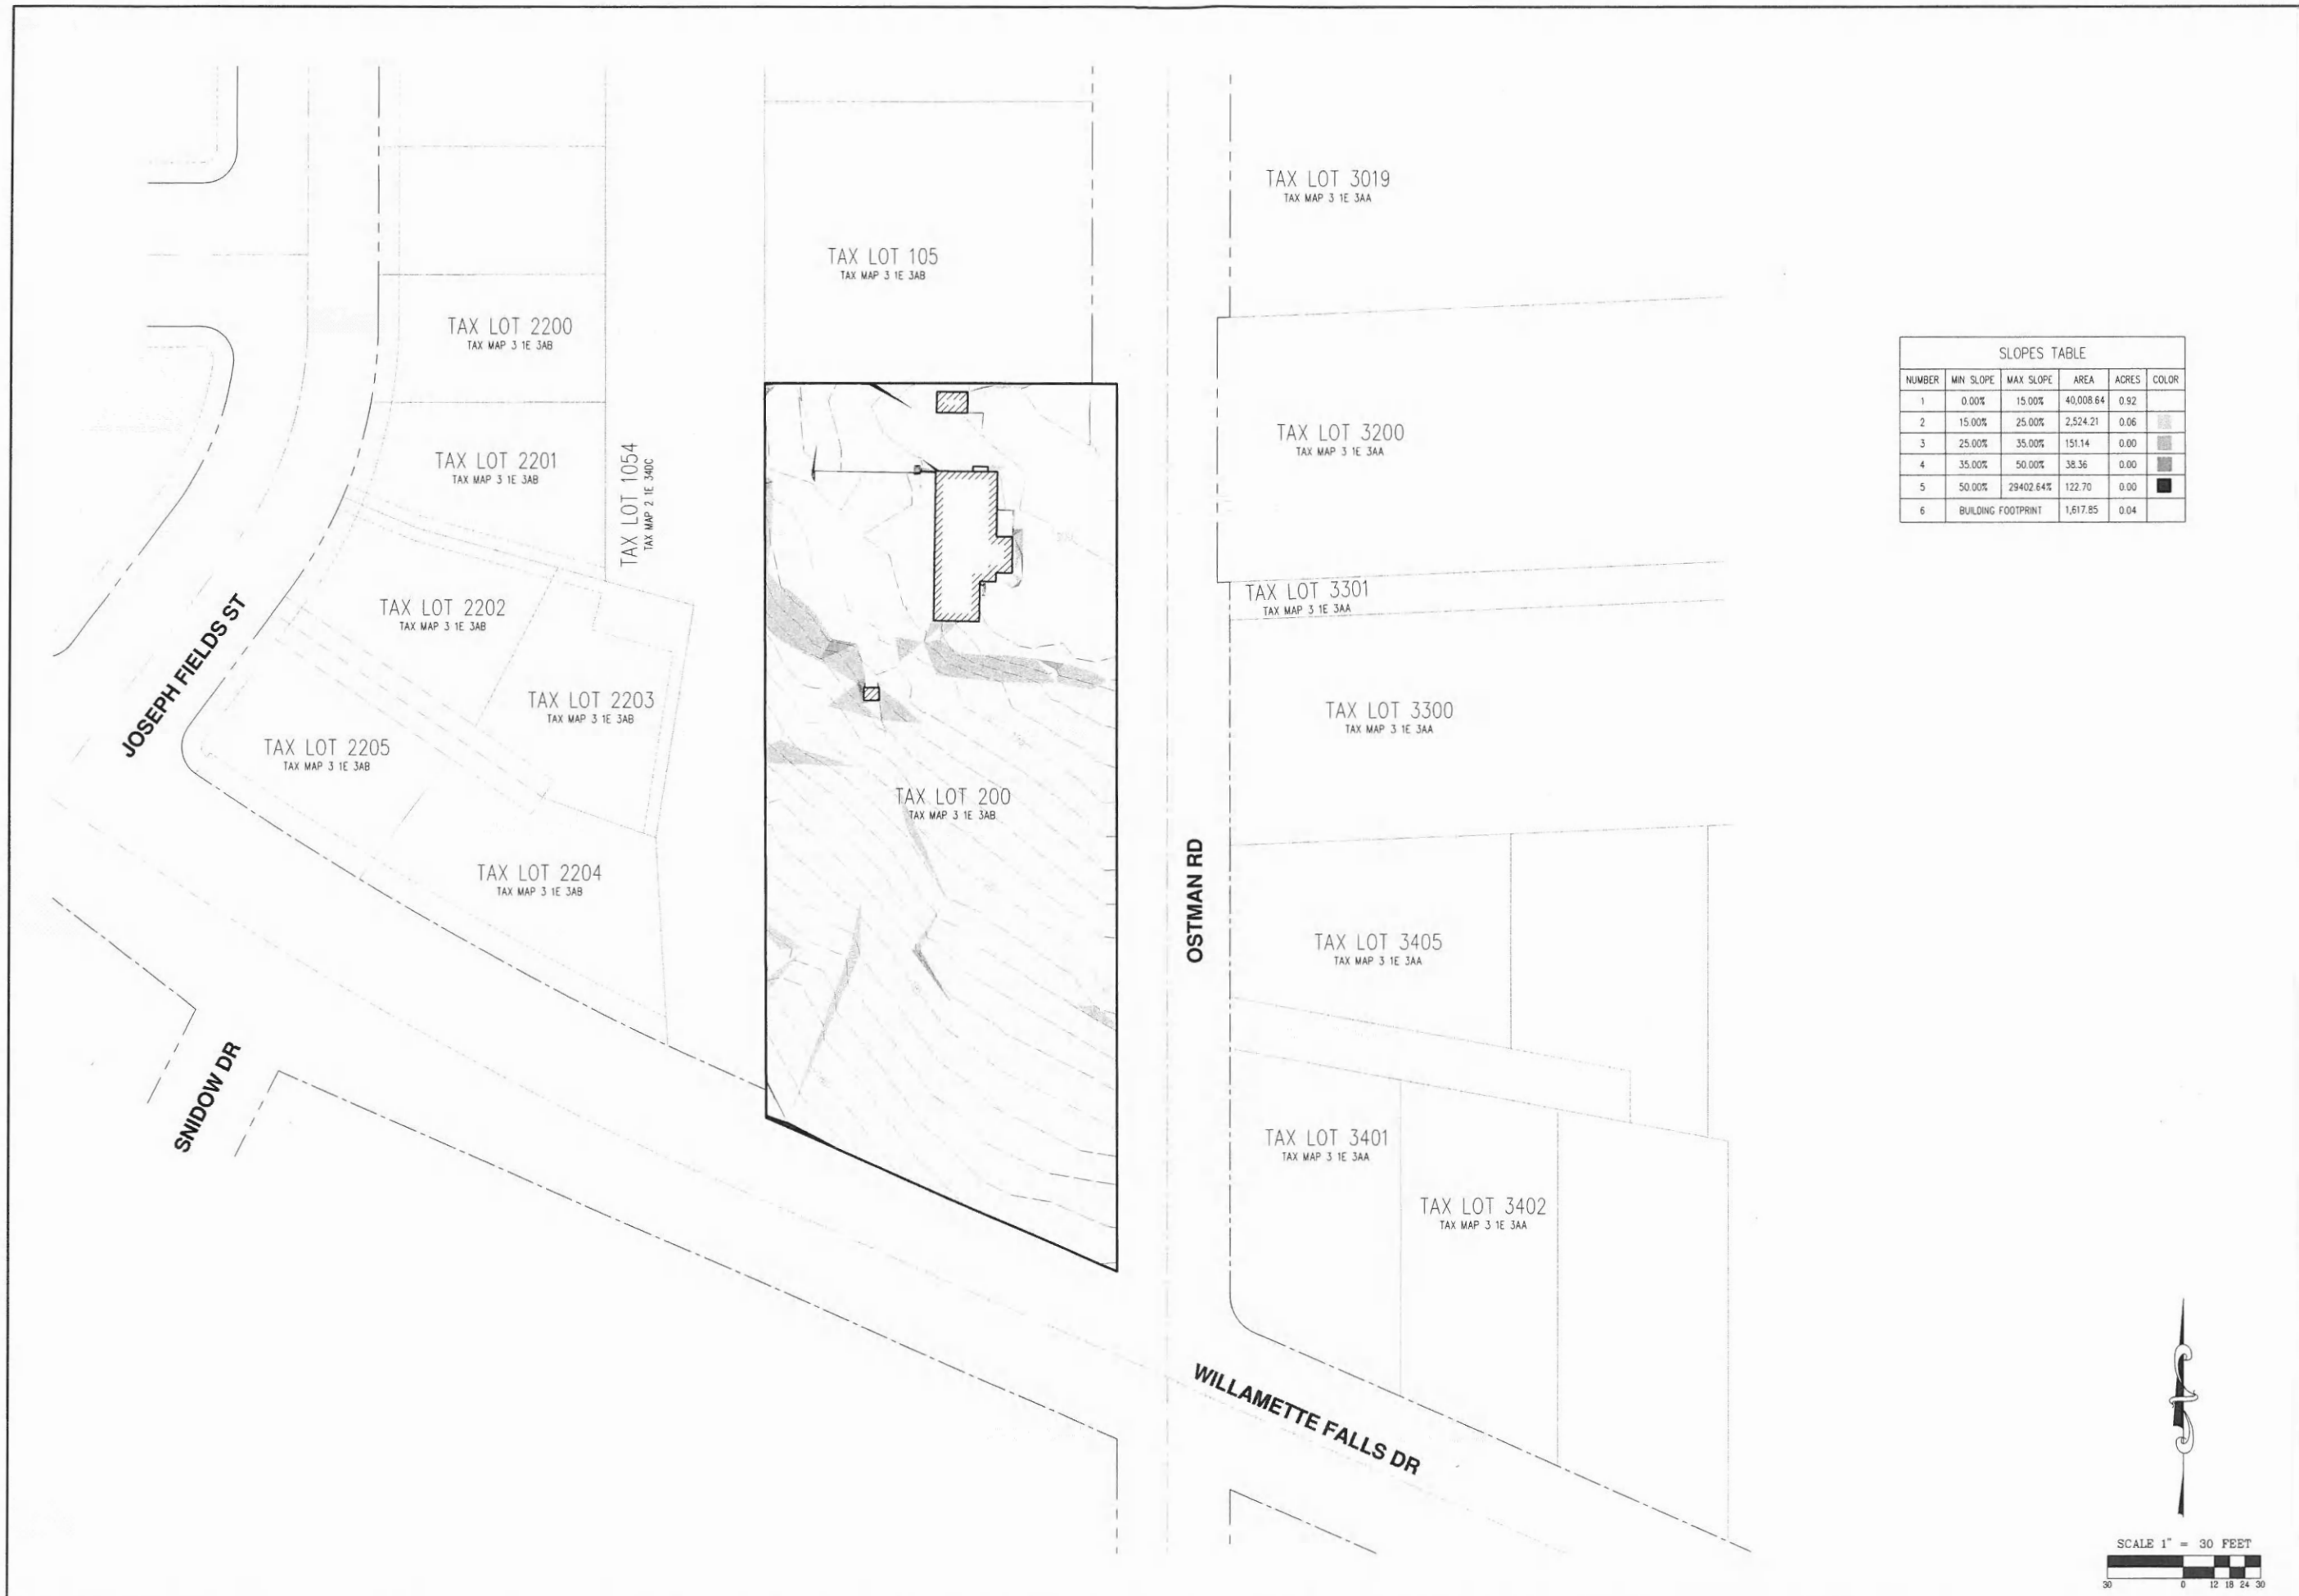 TAX LOT 3019
TAX MAP 3 1E 3AA
TAX LOT 105
TAX MAP 3 1E 3AB
TAX LOT 2200
TAX MAP 3 1E 3AB
TAX LOT 2201
TAX MAP 3 1E 3AB
TAX LOT 1054
TAX MAP 2 1E 34DC
TAX LOT 3200
TAX MAP 3 1E 3AA
SLOPES TABLE
NUMBER MIN SLOPE MAX SLOPE AREA ACRES COLOR
1 0.00% 15.00% 40,008.64 0.92
2 15.00% 25.00% 2,524.21 0.06
3 25.00% 35.00% 151.14 0.00
4 35.00% 50.00% 38.36 0.00
5 50.00% 29402.64% 122.70 0.00
6 BUILDING FOOTPRINT 1,617.85 0.04
TAX LOT 3301
TAX MAP 3 1E 3AA
TAX LOT 2202
TAX MAP 3 1E 3AB
JOSEPH FIELDS ST
TAX LOT 2203
TAX MAP 3 1E 3AB
TAX LOT 3300
TAX MAP 3 1E 3AA
TAX LOT 2205
TAX MAP 3 1E 3AB
TAX LOT 200
TAX MAP 3 1E 3AB
TAX LOT 2204
TAX MAP 3 1E 3AB
OSTMAN RD
TAX LOT 3405
TAX MAP 3 1E 3AA
SNIDOW DR
TAX LOT 3401
TAX MAP 3 1E 3AA
TAX LOT 3402
TAX MAP 3 1E 3AA
WILLAMETTE FALLS DR
SCALE 1" = 30 FEET
30 0 12 18 24 30